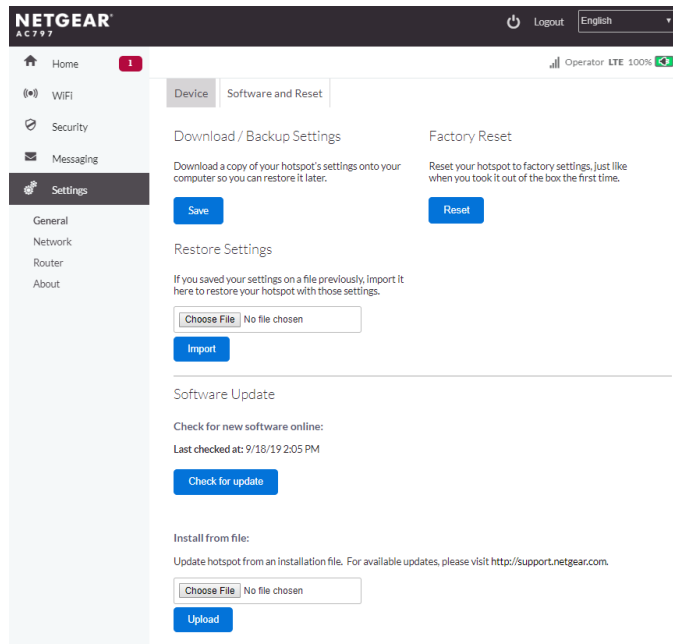 NETGEAR®
AC797
Logout
English
Home
1
Operator LTE 100%
WiFi
Security
Messaging
Settings
General
Network
Router
About
Device
Software and Reset
Download / Backup Settings
Download a copy of your hotspot's settings onto your
computer so you can restore it later.
Save
Factory Reset
Reset your hotspot to factory settings, just like
when you took it out of the box the first time.
Reset
Restore Settings
If you saved your settings on a file previously, import it
here to restore your hotspot with those settings.
Choose File No file chosen
Import
Software Update
Check for new software online:
Last checked at: 9/18/19 2:05 PM
Check for update
Install from file:
Update hotspot from an installation file. For available updates, please visit http://support.netgear.com.
Choose File No file chosen
Upload